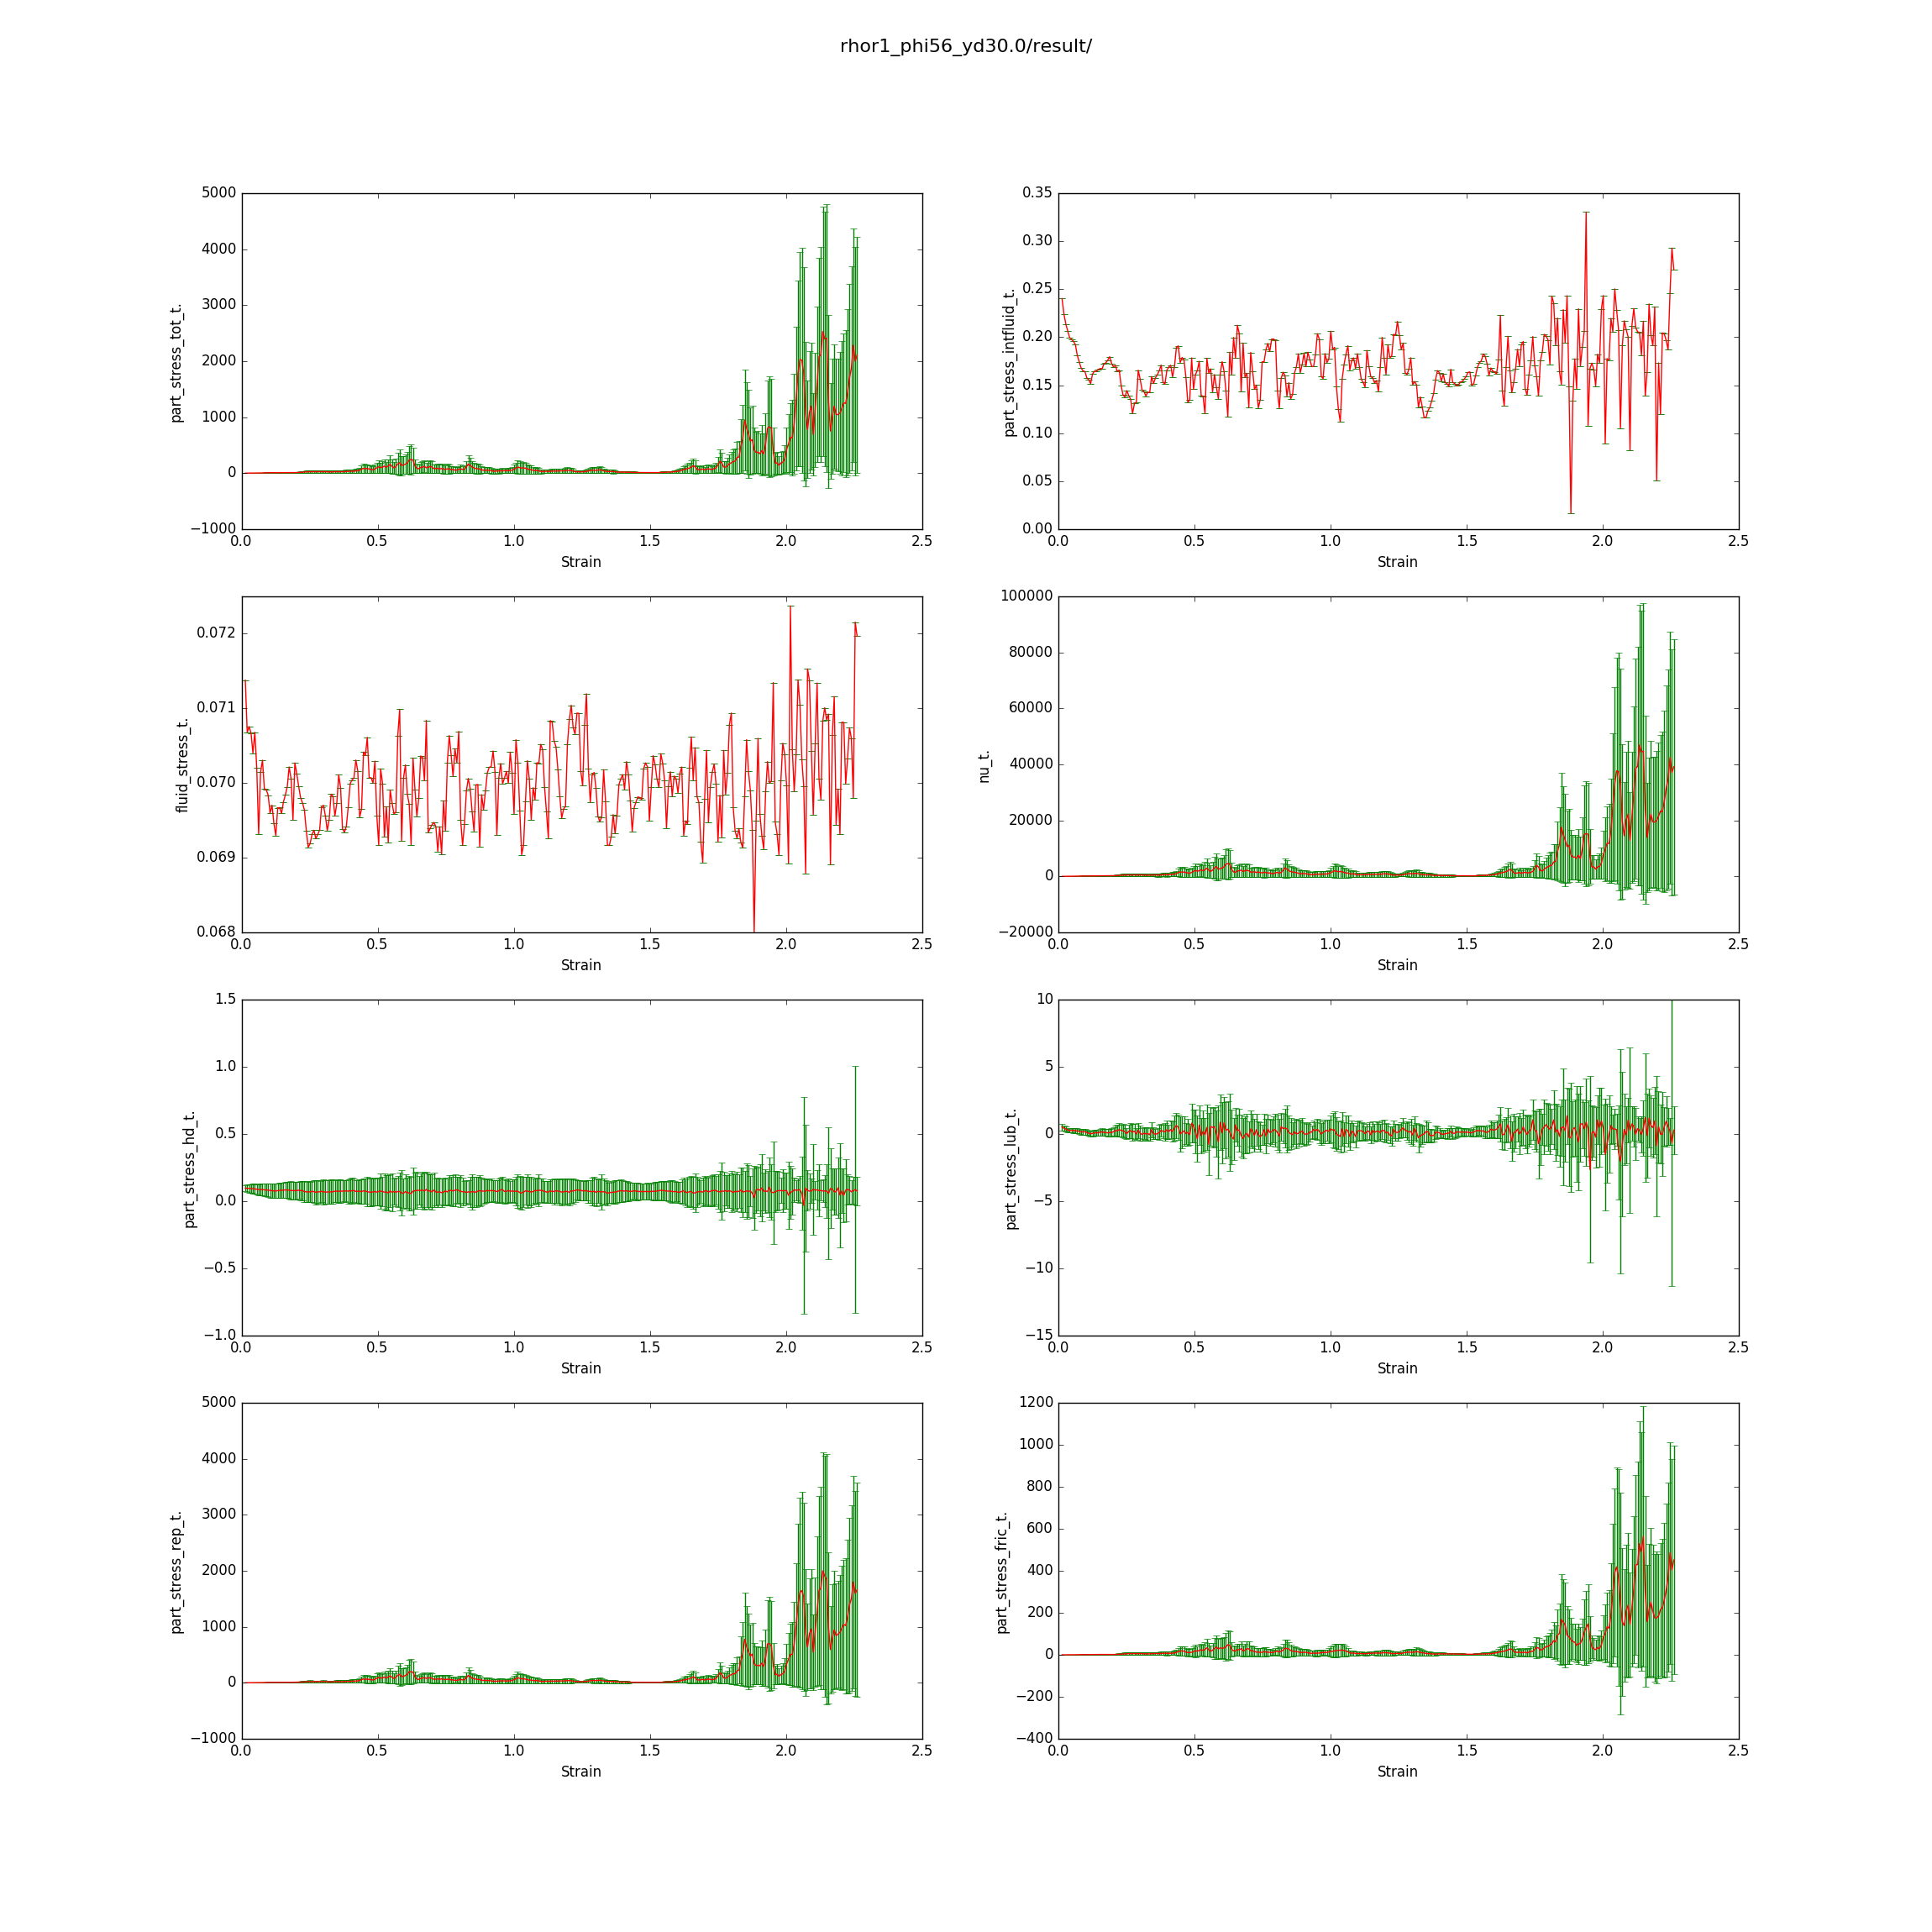 rhor1_phi56_yd30.0/result/
5000
4000
3000
2000
1000
0
−1000
part_stress_tot_t.
0.0 0.5 1.0 1.5 2.0 2.5
Strain
0.35
0.30
0.25
0.20
0.15
0.10
0.05
0.00
part_stress_intfluid_t.
0.0 0.5 1.0 1.5 2.0 2.5
Strain
0.072
0.071
0.070
0.069
0.068
fluid_stress_t.
0.0 0.5 1.0 1.5 2.0 2.5
Strain
100000
80000
60000
40000
20000
0
−20000
nu_t.
0.0 0.5 1.0 1.5 2.0 2.5
Strain
1.5
1.0
0.5
0.0
−0.5
−1.0
part_stress_hd_t.
0.0 0.5 1.0 1.5 2.0 2.5
Strain
10
5
0
−5
−10
−15
part_stress_lub_t.
0.0 0.5 1.0 1.5 2.0 2.5
Strain
5000
4000
3000
2000
1000
0
−1000
part_stress_rep_t.
0.0 0.5 1.0 1.5 2.0 2.5
Strain
1200
1000
800
600
400
200
0
−200
−400
part_stress_fric_t.
0.0 0.5 1.0 1.5 2.0 2.5
Strain